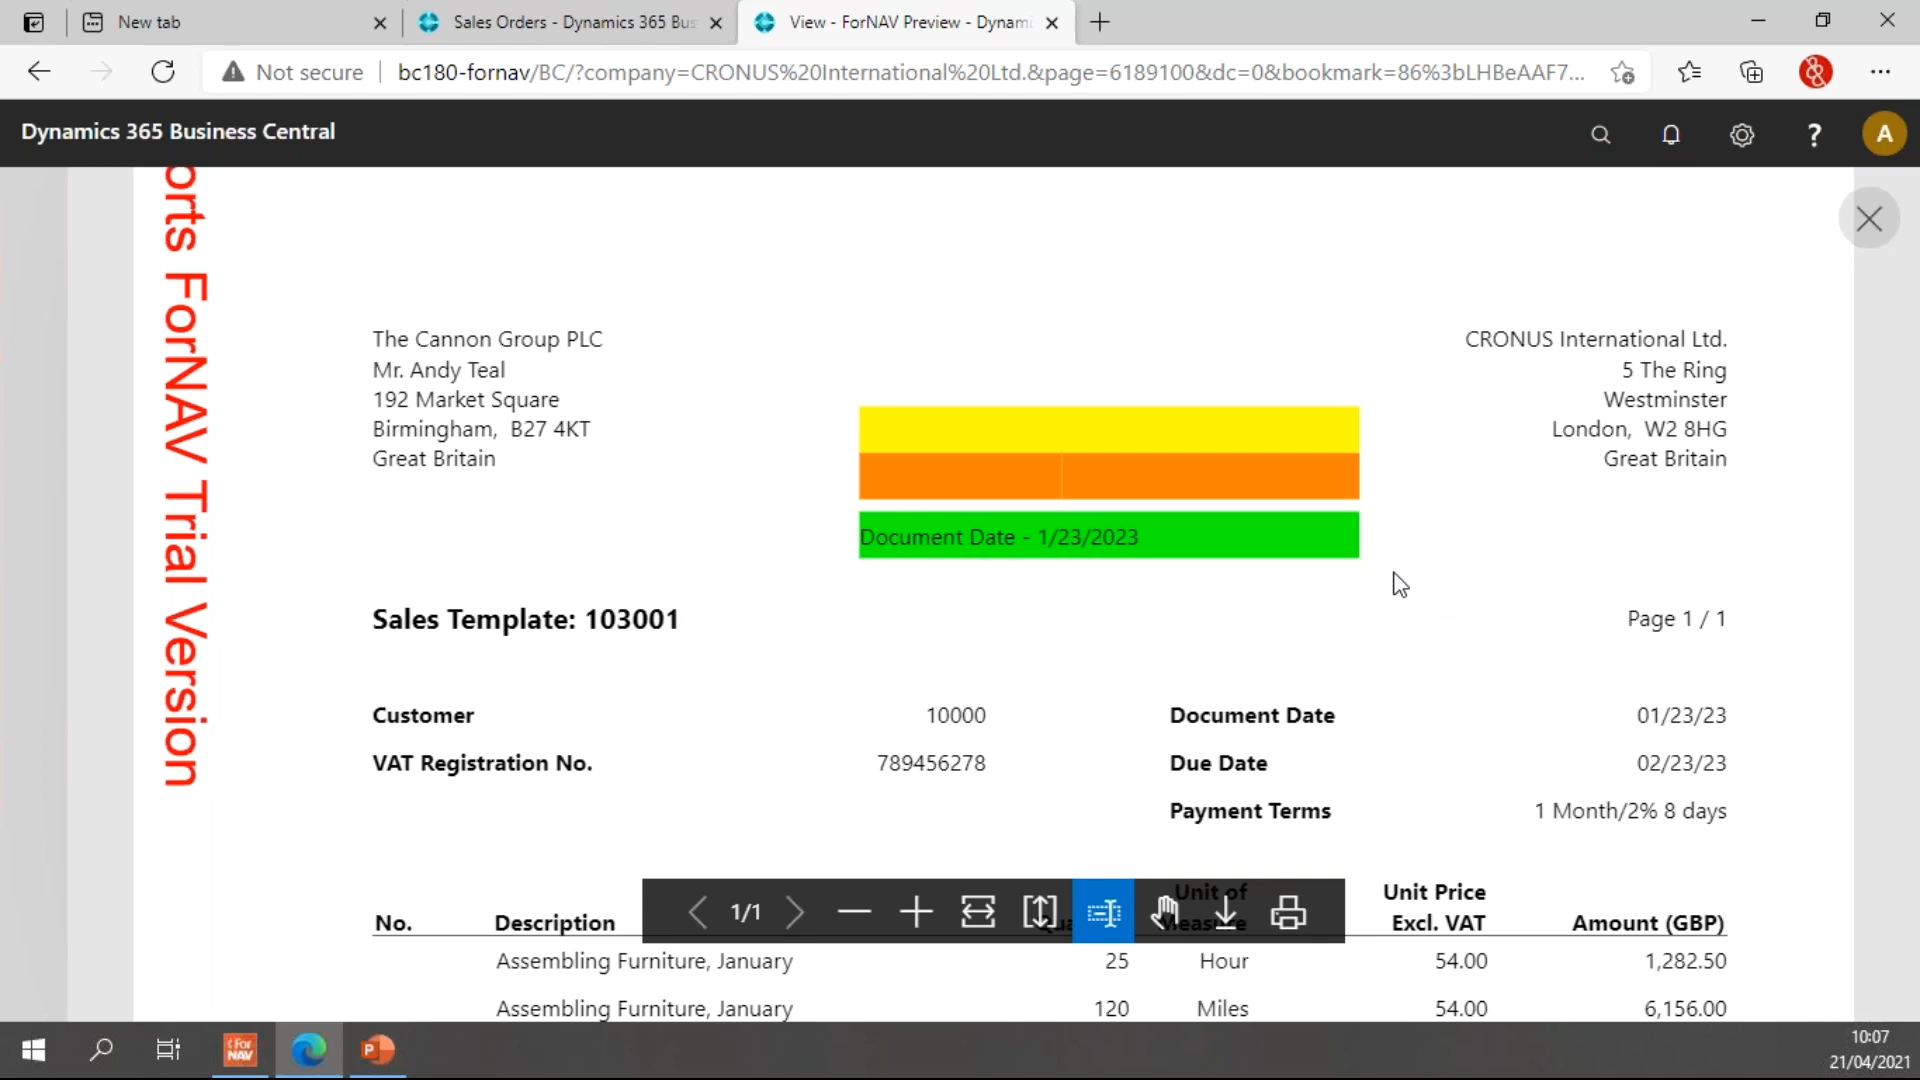 New tab
Sales Orders - Dynamics 365 Bus
View - ForNAV Preview - Dynam
Not secure
bc180-fornav/BC/?company=CRONUS%20International%20Ltd.&page=6189100&dc=0&bookmark=86%3bLHBeAAF7...
Dynamics 365 Business Central
A
orts ForNAV Trial Version
The Cannon Group PLC
Mr. Andy Teal
192 Market Square
Birmingham, B27 4KT
Great Britain
CRONUS International Ltd.
5 The Ring
Westminster
London, W2 8HG
Great Britain
Document Date - 1/23/2023
Sales Template: 103001
Page 1 / 1
Customer 10000
Document Date 01/23/23
VAT Registration No. 789456278
Due Date 02/23/23
Payment Terms 1 Month/2% 8 days
1/1
No. Description Unit of Measure Unit Price Excl. VAT Amount (GBP)
Assembling Furniture, January 25 Hour 54.00 1,282.50
Assembling Furniture, January 120 Miles 54.00 6,156.00
For NAV
P
10:07
21/04/2021